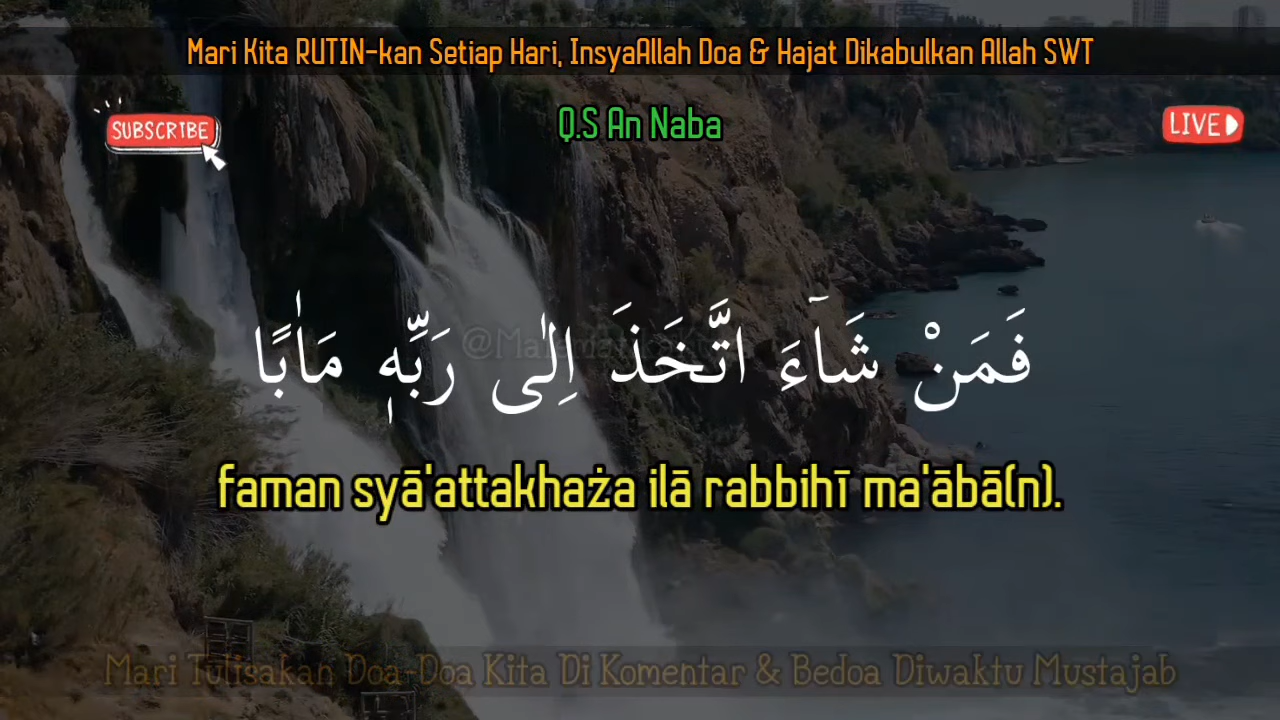 Mari Kita RUTIN-kan Setiap Hari, InsyaAllah Doa & Hajat Dikabulkan Allah SWT
Q.S An Naba
SUBSCRIBE
LIVE
فَمَنْ شَاۤءَ اتَّخَذَ اِلٰى رَبِّهٖ مَاٰبًا
faman syā'attakhaża ilā rabbihī ma'ābā(n).
Mari Tulisakan Doa-Doa Kita Di Komentar & Bedoa Diwaktu Mustajab